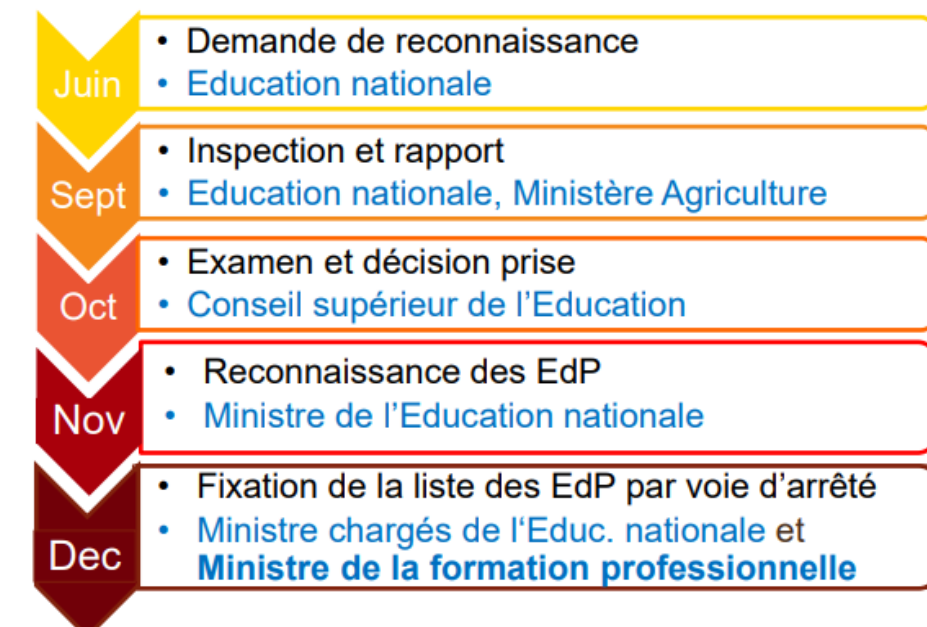 Juin
• Demande de reconnaissance
• Education nationale
Sept
• Inspection et rapport
• Education nationale, Ministère Agriculture
Oct
• Examen et décision prise
• Conseil supérieur de l’Education
Nov
• Reconnaissance des EdP
• Ministre de l’Education nationale
Dec
• Fixation de la liste des EdP par voie d’arrêté
• Ministre chargés de l‘Educ. nationale et
Ministre de la formation professionnelle